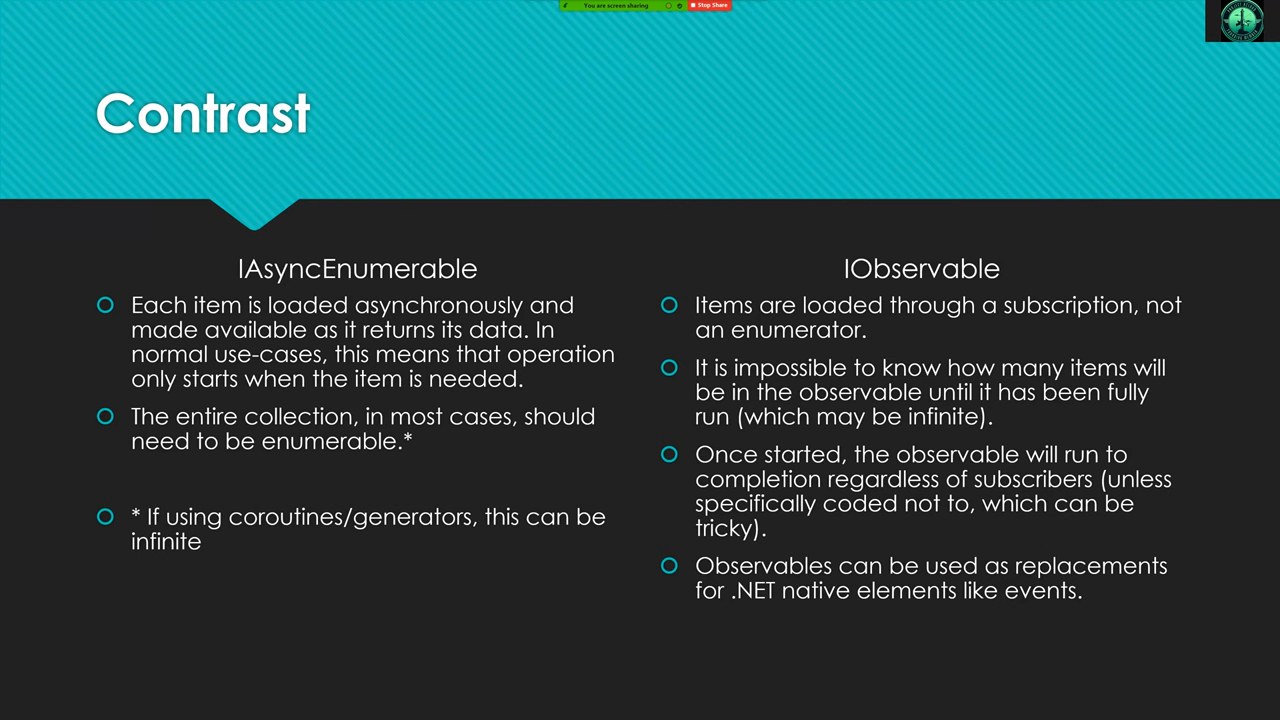 You are screen sharing
Stop Share
Contrast
IAsyncEnumerable
Each item is loaded asynchronously and
made available as it returns its data. In
normal use-cases, this means that operation
only starts when the item is needed.
The entire collection, in most cases, should
need to be enumerable.*
* If using coroutines/generators, this can be
infinite
IObservable
Items are loaded through a subscription, not
an enumerator.
It is impossible to know how many items will
be in the observable until it has been fully
run (which may be infinite).
Once started, the observable will run to
completion regardless of subscribers (unless
specifically coded not to, which can be
tricky).
Observables can be used as replacements
for .NET native elements like events.